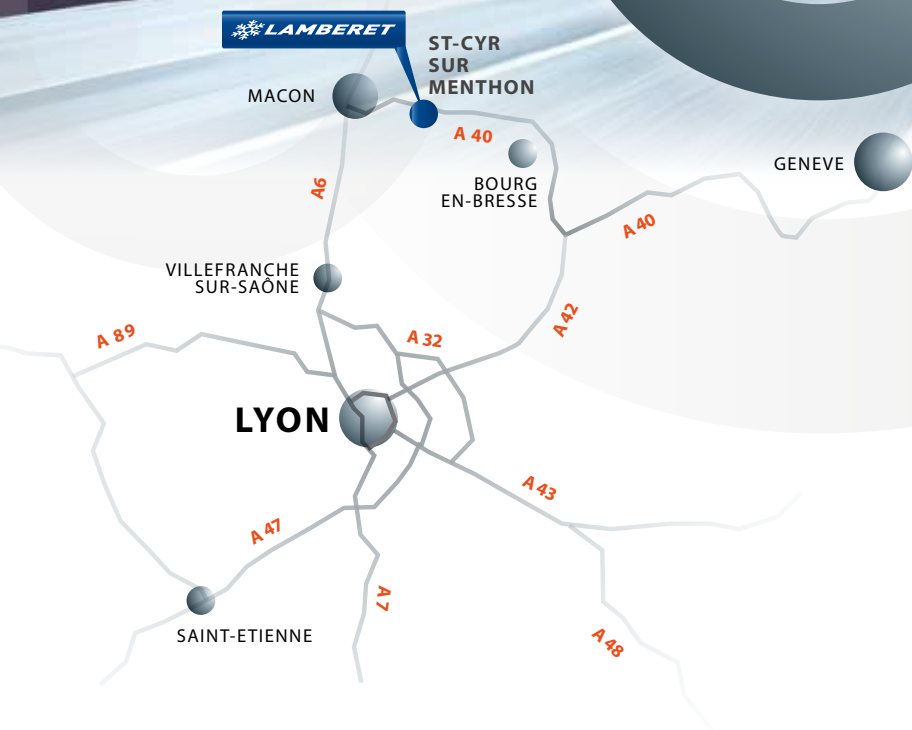 LAMBERET
ST-CYR
SUR
MENTHON
MACON
A 40
GENEVE
BOURG
EN-BRESSE
A6
A 40
VILLEFRANCHE
SUR-SAÔNE
A 42
A 89
A 32
LYON
A 43
A 47
A 7
SAINT-ETIENNE
A 48